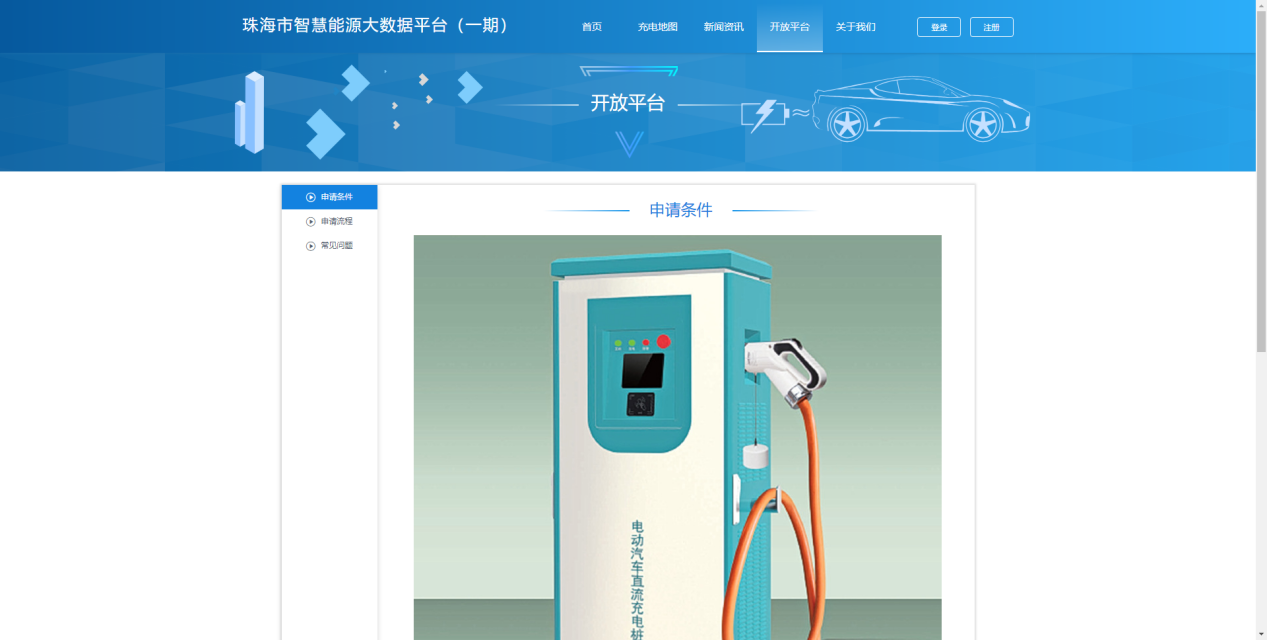 珠海市智慧能源大数据平台（一期）
首页 充电地图 新闻资讯 开放平台 关于我们 登录 注册
开放平台
申请条件
申请流程
常见问题
申请条件
电动汽车直流充电桩